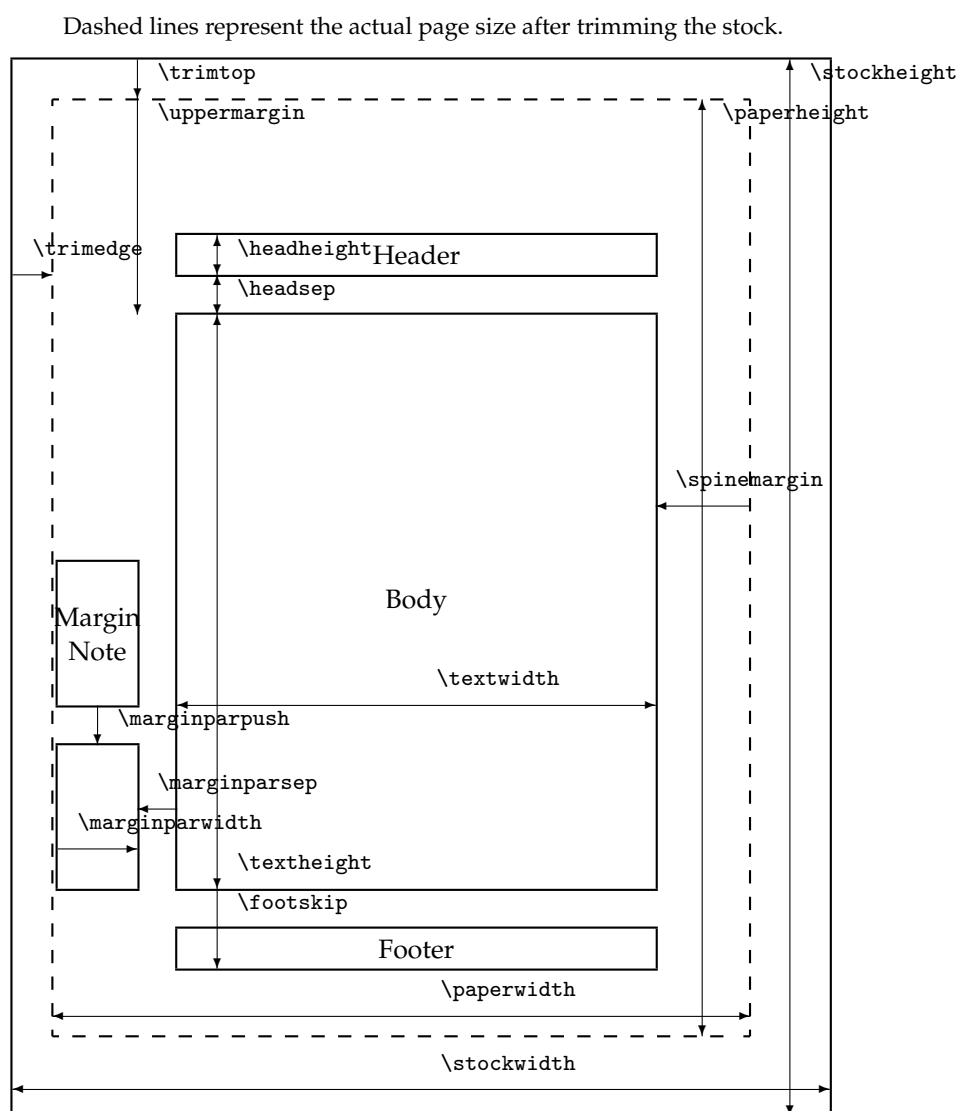 Dashed lines represent the actual page size after trimming the stock.
\trimtop
\stockheight
\uppermargin
\paperheight
\trimedge
\headheight
Header
\headsep
\spinemargin
Body
Margin
Note
\textwidth
\marginparpush
\marginparsep
\marginparwidth
\textheight
\footskip
Footer
\paperwidth
\stockwidth